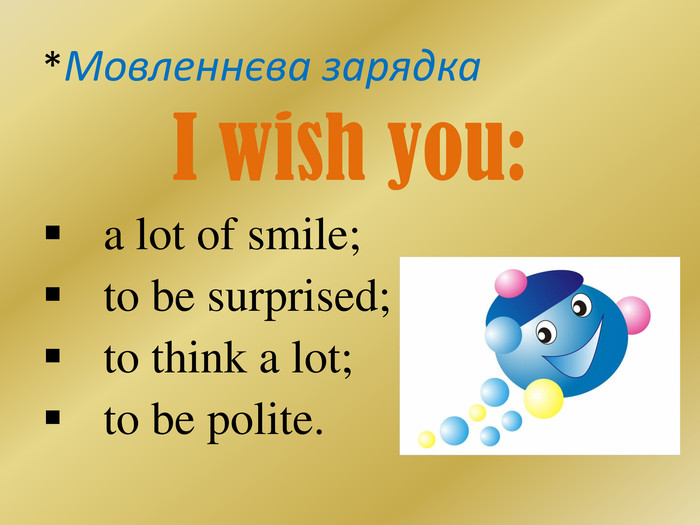 *Мовленнєва зарядка
I wish you:
▪ a lot of smile;
▪ to be surprised;
▪ to think a lot;
▪ to be polite.